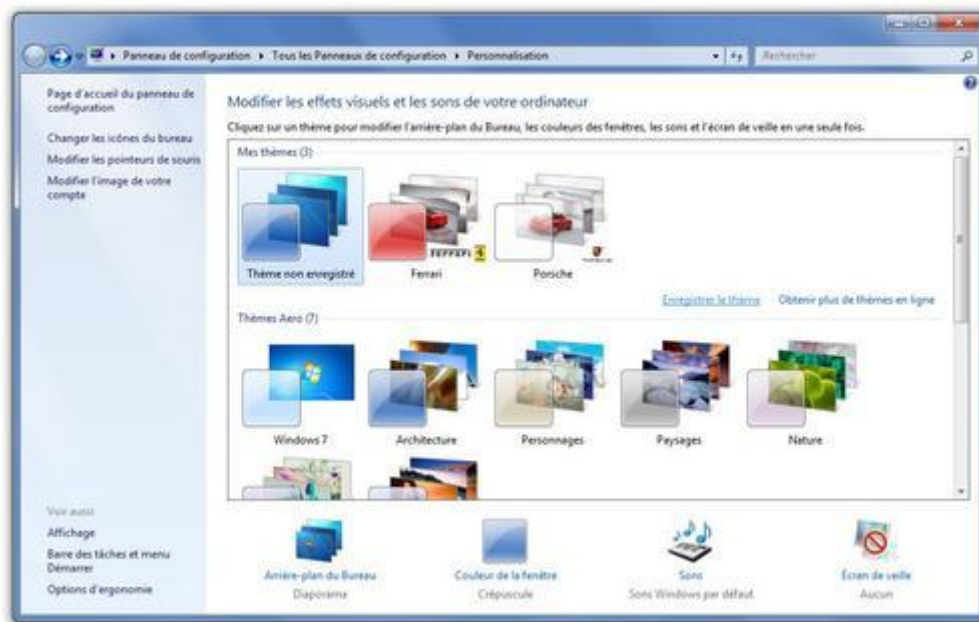 Panneau de configuration ▸ Tous les Panneaux de configuration ▸ Personnalisation
Rechercher
Page d'accueil du panneau de
configuration
Changer les icônes du bureau
Modifier les pointeurs de souris
Modifier l'image de votre
compte
Modifier les effets visuels et les sons de votre ordinateur
Cliquez sur un thème pour modifier l'arrière-plan du Bureau, les couleurs des fenêtres, les sons et l'écran de veille en une seule fois.
Mes thèmes (3)
FERRARI
Thème non enregistré
Ferrari
Porsche
Enregistrer le thème
Obtenir plus de thèmes en ligne
Thèmes Aero (7)
Windows 7
Architecture
Personnages
Paysages
Nature
Voir aussi
Affichage
Barre des tâches et menu
Démarrer
Options d'ergonomie
Arrière-plan du Bureau
Diaporama
Couleur de la fenêtre
Crépuscule
Sons
Sons Windows par défaut
Écran de veille
Aucun